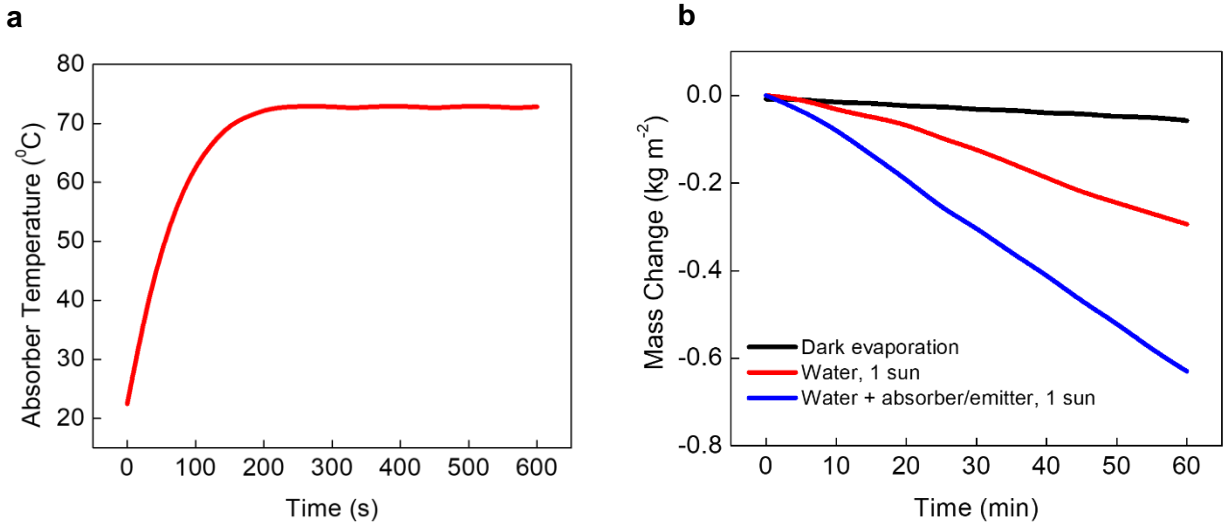 a
80
70
60
50
40
30
20
0 100 200 300 400 500 600
Absorber Temperature (⁰C)
Time (s)
b
0.0
-0.2
-0.4
-0.6
-0.8
0 10 20 30 40 50 60
Mass Change (kg m⁻²)
Dark evaporation
Water, 1 sun
Water + absorber/emitter, 1 sun
Time (min)